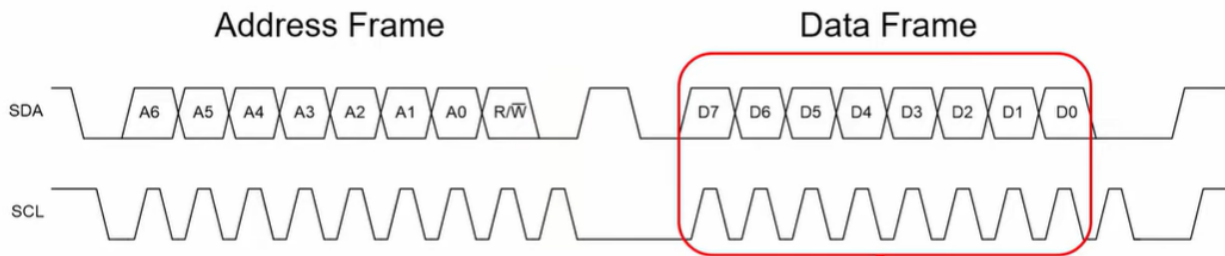 Address Frame Data Frame
SDA A6 A5 A4 A3 A2 A1 A0 R/W̅ D7 D6 D5 D4 D3 D2 D1 D0
SCL